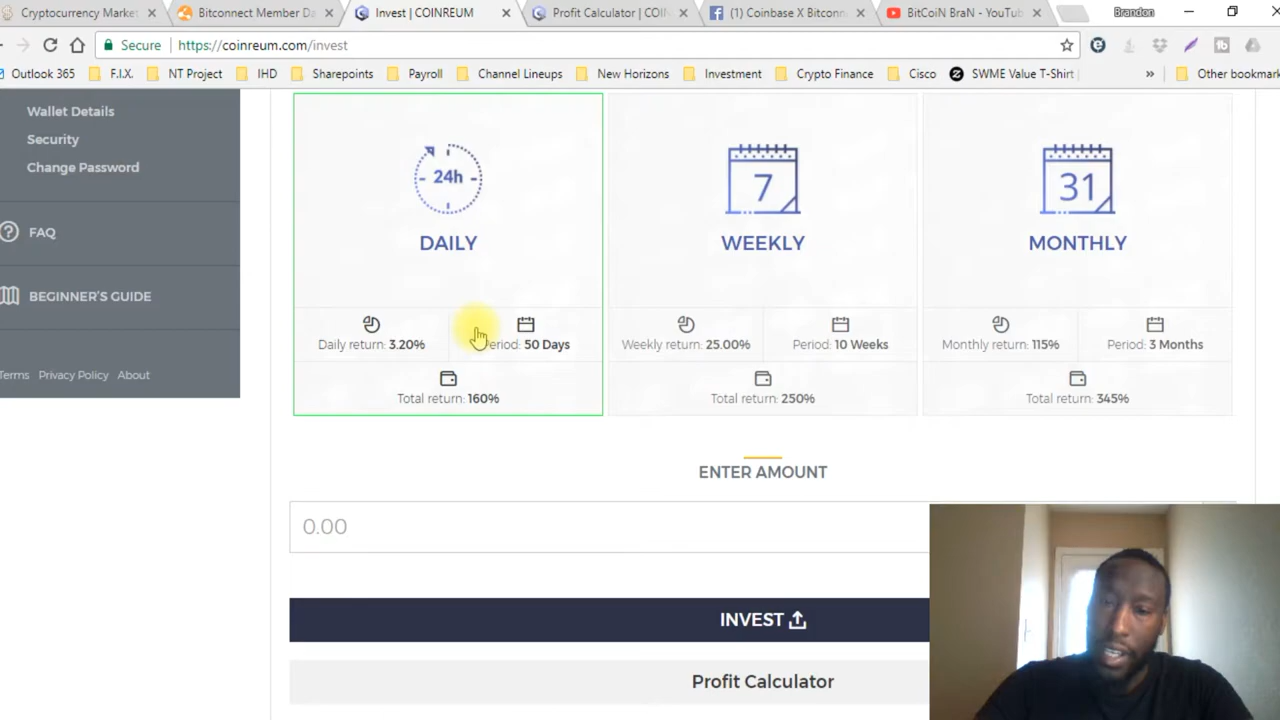 Cryptocurrency Market
Bitconnect Member Da
Invest | COINREUM
Profit Calculator | COIN
(1) Coinbase X Bitconn
BitCoiN BraN - YouTu
Brandon
Secure https://coinreum.com/invest
Outlook 365 F.I.X. NT Project IHD Sharepoints Payroll Channel Lineups New Horizons Investment Crypto Finance Cisco SWME Value T-Shirt » Other bookmark
Wallet Details
Security
Change Password
FAQ
BEGINNER'S GUIDE
Terms Privacy Policy About
24h
DAILY
Daily return: 3.20%
Period: 50 Days
Total return: 160%
7
WEEKLY
Weekly return: 25.00%
Period: 10 Weeks
Total return: 250%
31
MONTHLY
Monthly return: 115%
Period: 3 Months
Total return: 345%
ENTER AMOUNT
0.00
INVEST
Profit Calculator